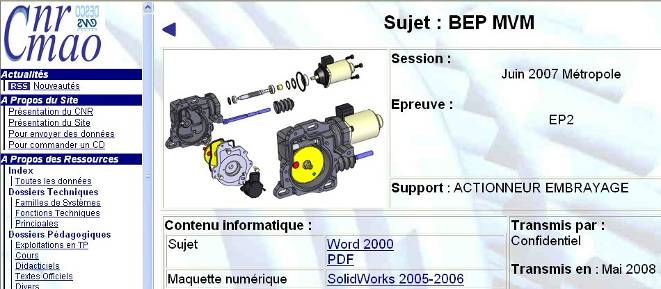 Cnr
Cmao
DESCO
Actualités
RSS Nouveautés
A Propos du Site
Présentation du CNR
Présentation du Site
Pour envoyer des données
Pour commander un CD
A Propos des Ressources
Index
Toutes les données
Dossiers Techniques
Familles de Systèmes
Fonctions Techniques
Principales
Dossiers Pédagogiques
Exploitations en TP
Cours
Didacticiels
Textes Officiels
Divers
Sujet : BEP MVM
Session :
Juin 2007 Métropole
Epreuve :
EP2
Support : ACTIONNEUR EMBRAYAGE
Contenu informatique :
Sujet
Word 2000
PDF
Maquette numérique
SolidWorks 2005-2006
Transmis par :
Confidentiel
Transmis en : Mai 2008